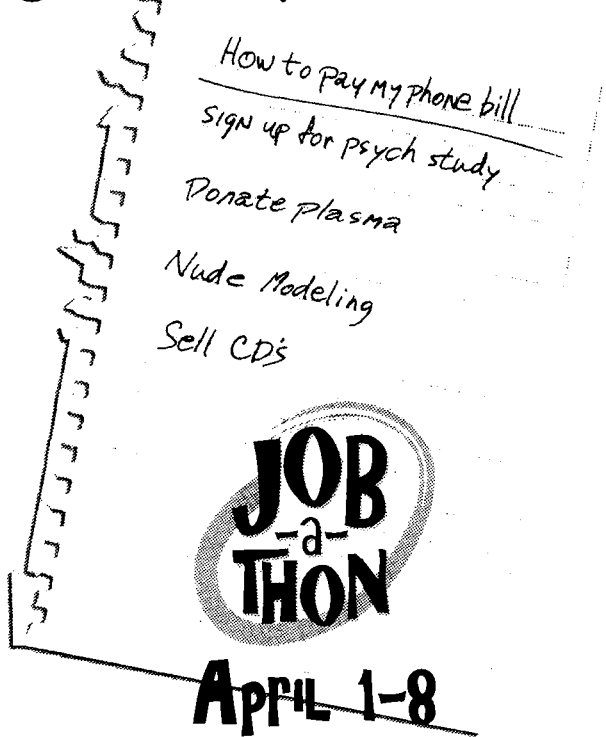 How to pay my phone bill
sign up for psych study
Donate plasma
Nude Modeling
Sell CD's
JOB
-a-
THON
April 1-8